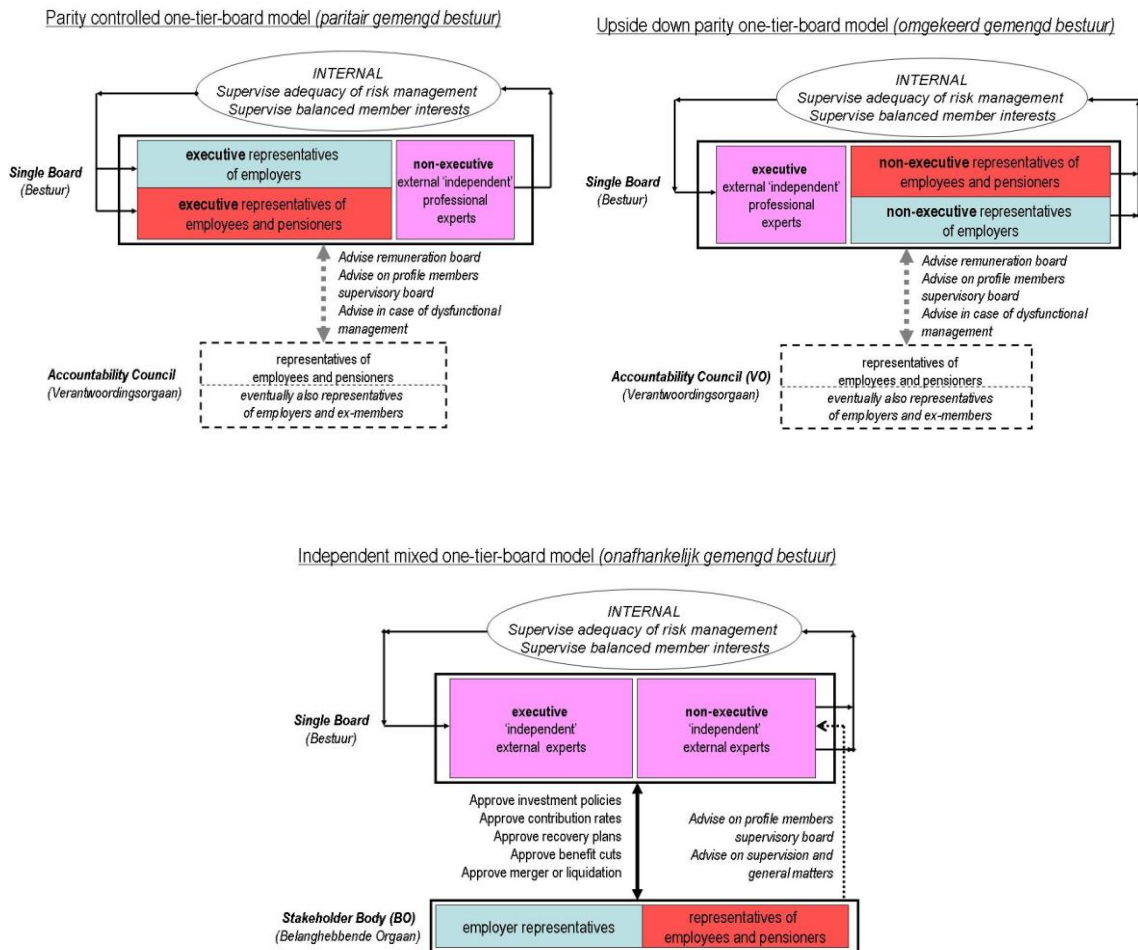 Parity controlled one-tier-board model (paritair gemengd bestuur)
INTERNAL
Supervise adequacy of risk management
Supervise balanced member interests
Single Board
(Bestuur)
executive representatives
of employers
executive representatives of
employees and pensioners
non-executive
external 'independent'
professional
experts
Advise remuneration board
Advise on profile members
supervisory board
Advise in case of dysfunctional
management
Accountability Council
(Verantwoordingsorgaan)
representatives of
employees and pensioners
eventually also representatives
of employers and ex-members
Upside down parity one-tier-board model (omgekeerd gemengd bestuur)
INTERNAL
Supervise adequacy of risk management
Supervise balanced member interests
Single Board
(Bestuur)
executive
external 'independent'
professional
experts
non-executive representatives of
employees and pensioners
non-executive representatives
of employers
Advise remuneration board
Advise on profile members
supervisory board
Advise in case of dysfunctional
management
Accountability Council (VO)
(Verantwoordingsorgaan)
representatives of
employees and pensioners
eventually also representatives
of employers and ex-members
Independent mixed one-tier-board model (onafhankelijk gemengd bestuur)
INTERNAL
Supervise adequacy of risk management
Supervise balanced member interests
Single Board
(Bestuur)
executive
'independent'
external experts
non-executive
'independent'
external experts
Approve investment policies
Approve contribution rates
Approve recovery plans
Approve benefit cuts
Approve merger or liquidation
Advise on profile members
supervisory board
Advise on supervision and
general matters
Stakeholder Body (BO)
(Belanghebbende Orgaan)
employer representatives
representatives of
employees and pensioners